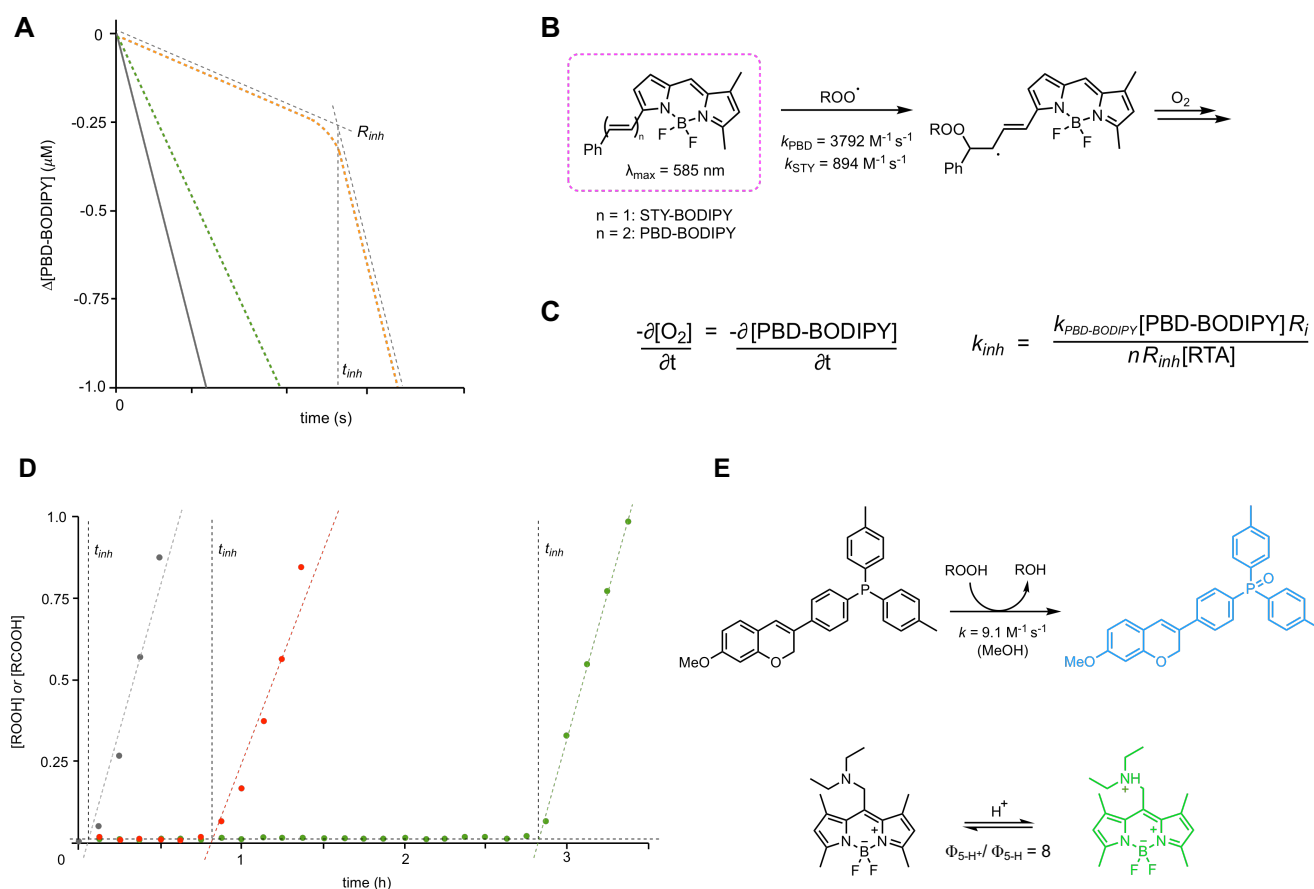 A
0
-0.25
-0.5
-0.75
-1.0
Δ[PBD-BODIPY] (μM)
R_inh
t_inh
0
time (s)
B
Ph
n
N
N
B
F
F
λmax = 585 nm
n = 1: STY-BODIPY
n = 2: PBD-BODIPY
ROO•
k_PBD = 3792 M⁻¹ s⁻¹
k_STY = 894 M⁻¹ s⁻¹
ROO
Ph
•
N
N
B
F
F
O₂
C
-∂[O₂]/∂t = -∂[PBD-BODIPY]/∂t
k_inh = k_PBD-BODIPY[PBD-BODIPY] R_i / n R_inh[RTA]
D
1.0
0.75
0.5
0.25
0
[ROOH] or [RCOOH]
t_inh
t_inh
t_inh
0
1
2
3
time (h)
E
P
MeO
O
ROOH
ROH
k = 9.1 M⁻¹ s⁻¹
(MeOH)
P
O
MeO
O
N
N
+
N
B
−
F
F
H⁺
Φ5-H⁺/ Φ5-H = 8
NH
+
N
+
N
B
−
F
F